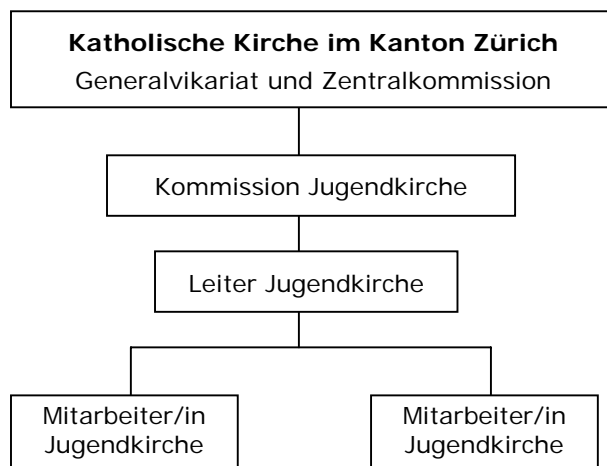 Katholische Kirche im Kanton Zürich
Generalvikariat und Zentralkommission
Kommission Jugendkirche
Leiter Jugendkirche
Mitarbeiter/in
Jugendkirche
Mitarbeiter/in
Jugendkirche